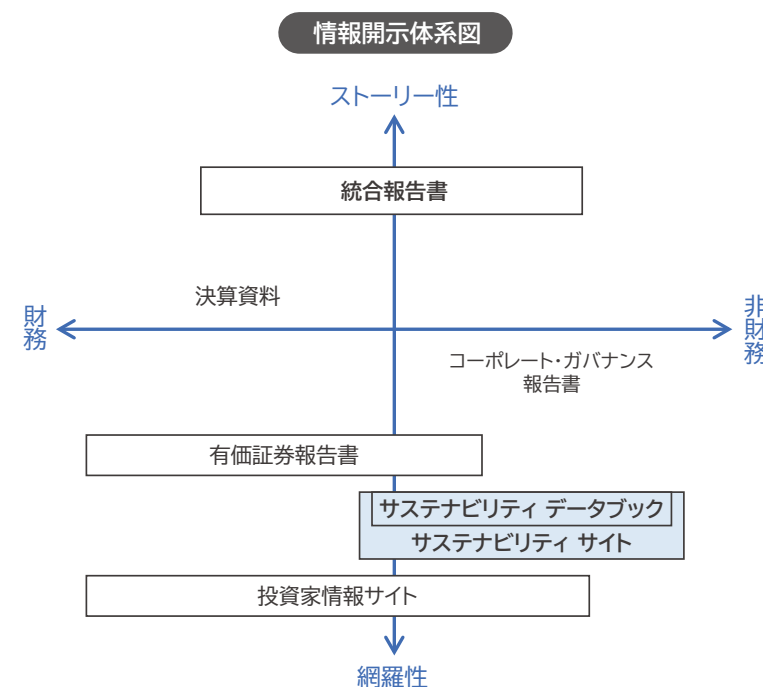 情報開示体系図
ストーリー性
統合報告書
決算資料
財務
非財務
コーポレート・ガバナンス
報告書
有価証券報告書
サステナビリティ データブック
サステナビリティ サイト
投資家情報サイト
網羅性